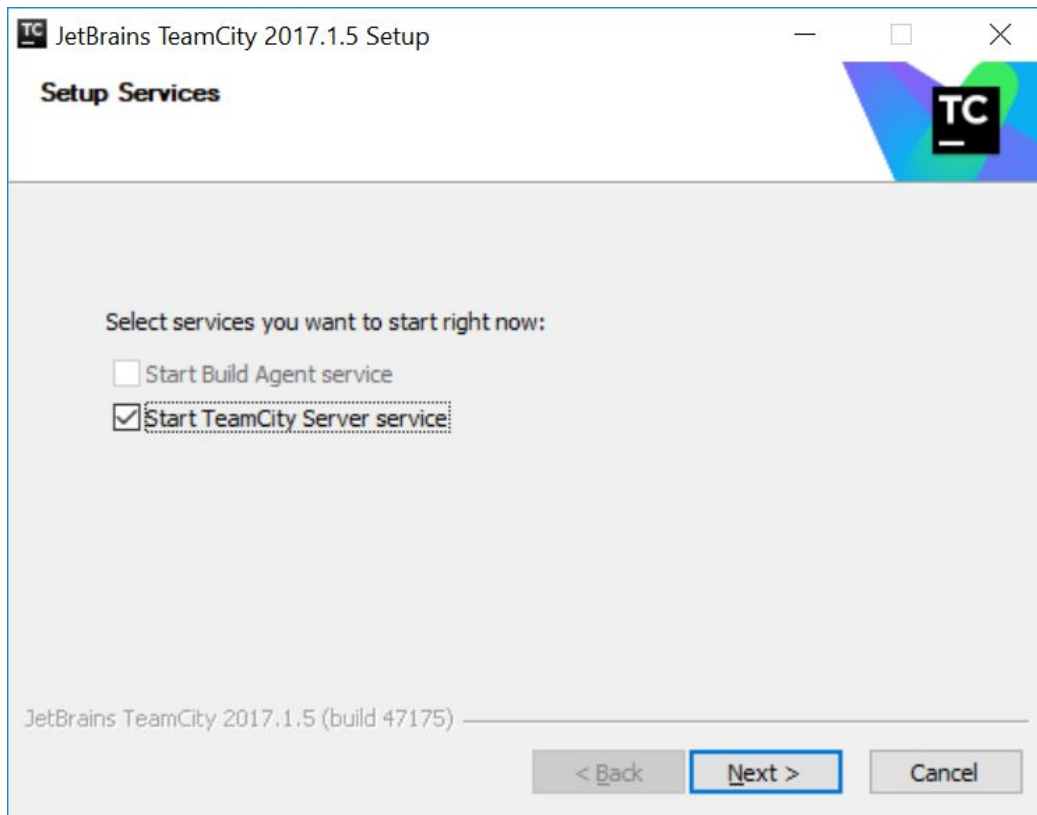 TC JetBrains TeamCity 2017.1.5 Setup
Setup Services
TC
Select services you want to start right now:
Start Build Agent service
Start TeamCity Server service
JetBrains TeamCity 2017.1.5 (build 47175)
< Back Next > Cancel